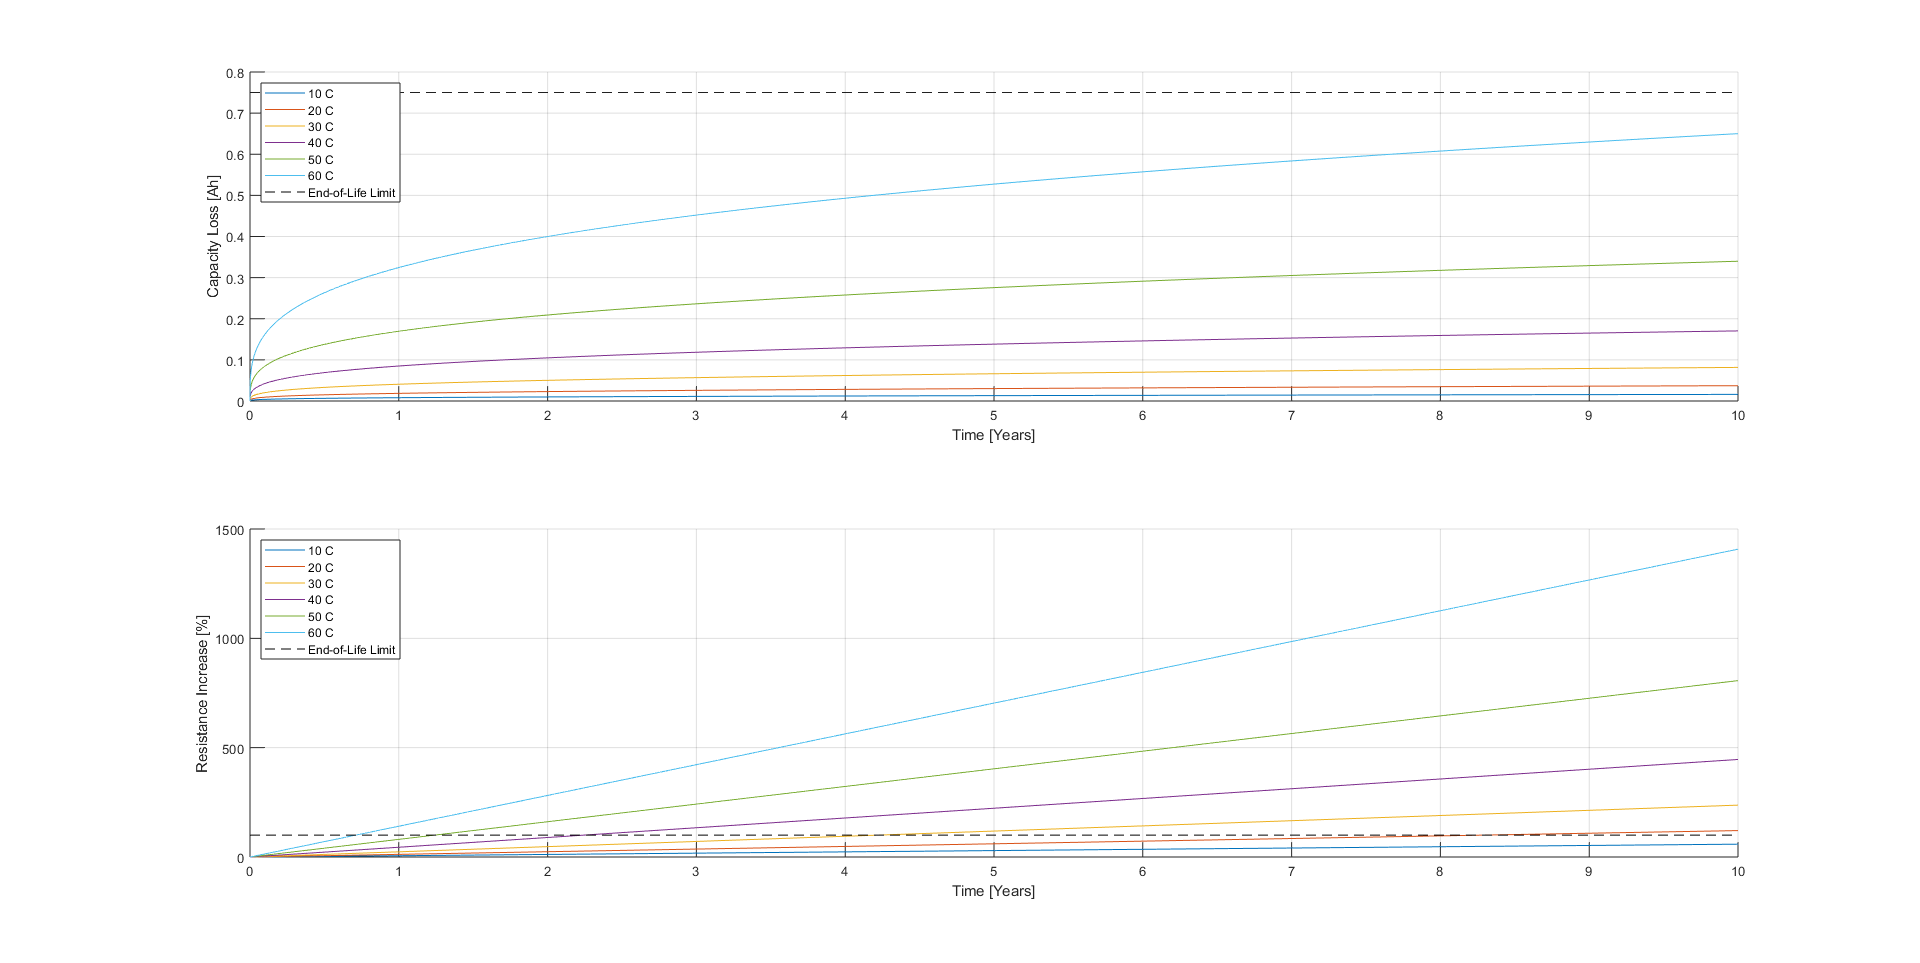 0.8
0.7
0.6
0.5
0.4
0.3
0.2
0.1
0
Capacity Loss [Ah]
10 C
20 C
30 C
40 C
50 C
60 C
End-of-Life Limit
0 1 2 3 4 5 6 7 8 9 10
Time [Years]
1500
1000
500
0
Resistance Increase [%]
10 C
20 C
30 C
40 C
50 C
60 C
End-of-Life Limit
0 1 2 3 4 5 6 7 8 9 10
Time [Years]